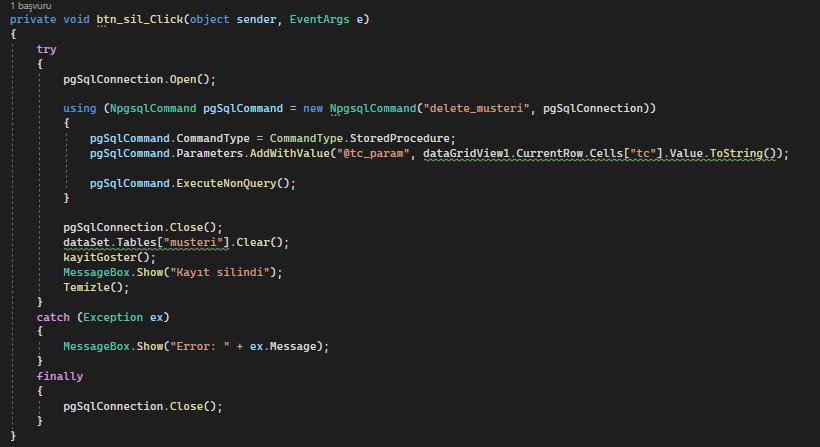 1 başvuru
private void btn_sil_Click(object sender, EventArgs e)
{
try
{
pgSqlConnection.Open();
using (NpgsqlCommand pgSqlCommand = new NpgsqlCommand("delete_musteri", pgSqlConnection))
{
pgSqlCommand.CommandType = CommandType.StoredProcedure;
pgSqlCommand.Parameters.AddWithValue("@tc_param", dataGridView1.CurrentRow.Cells["tc"].Value.ToString());
pgSqlCommand.ExecuteNonQuery();
}
pgSqlConnection.Close();
dataSet.Tables["musteri"].Clear();
kayitGoster();
MessageBox.Show("Kayıt silindi");
Temizle();
}
catch (Exception ex)
{
MessageBox.Show("Error: " + ex.Message);
}
finally
{
pgSqlConnection.Close();
}
}